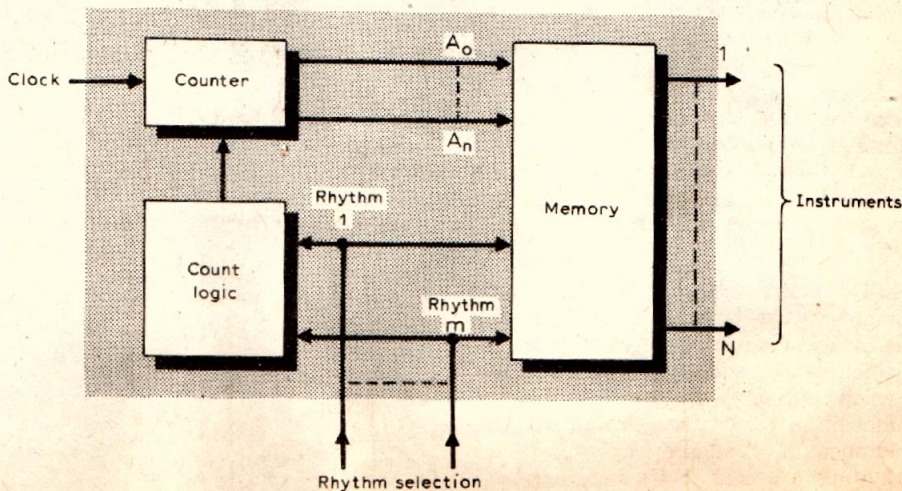 Clock
Counter
A₀
Aₙ
Count
logic
Rhythm
1
Rhythm
m
Memory
1
N
Instruments
Rhythm selection